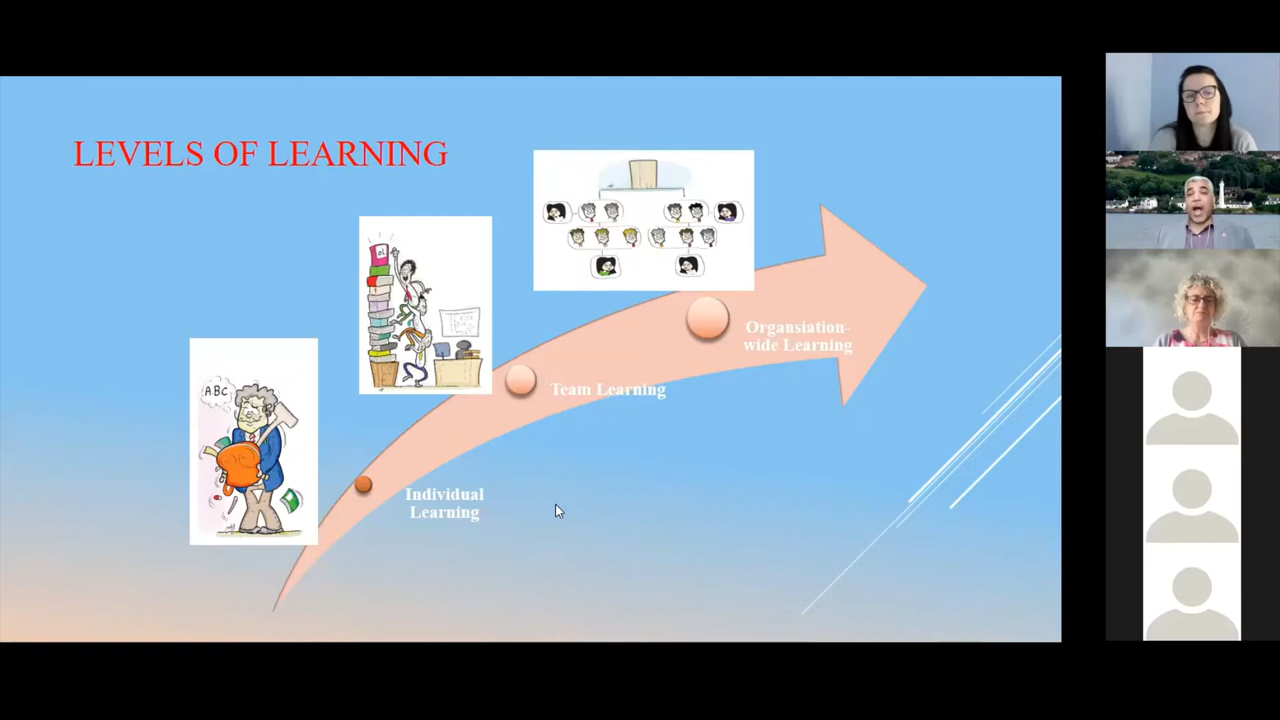 LEVELS OF LEARNING
Organsiation-
wide Learning
Team Learning
ABC
Individual
Learning